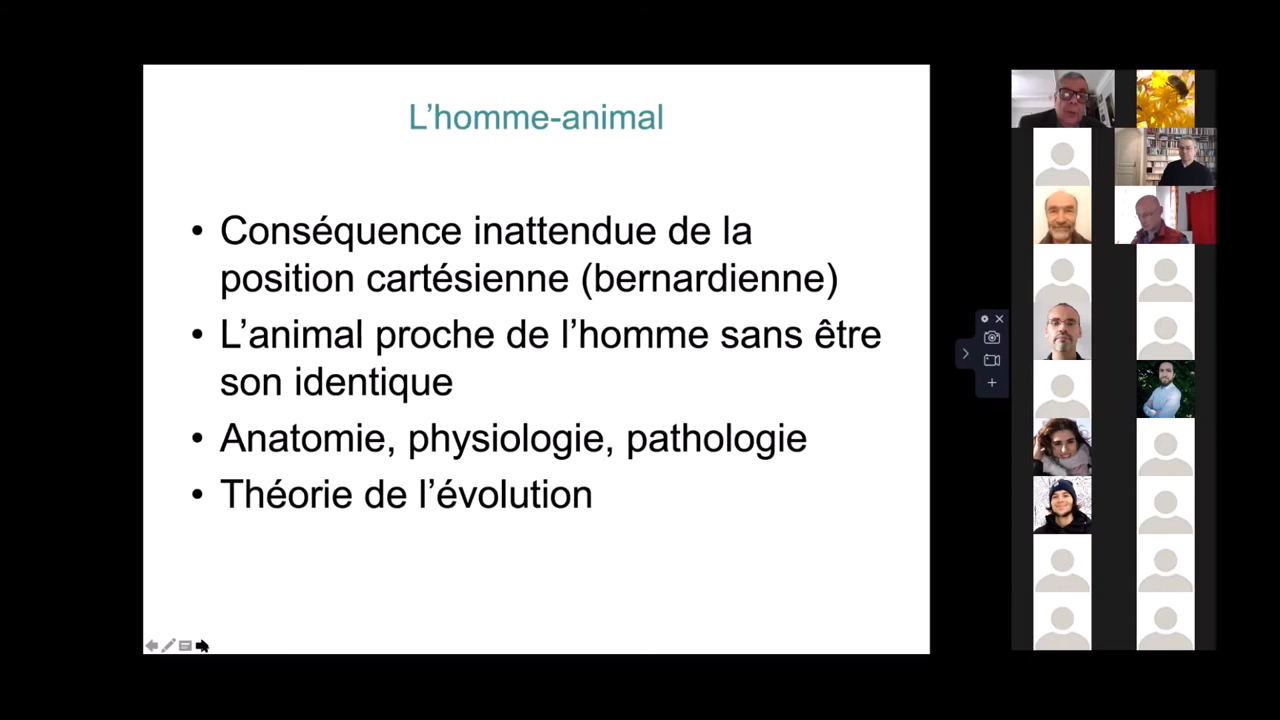 L’homme-animal
• Conséquence inattendue de la
position cartésienne (bernardienne)
• L’animal proche de l’homme sans être
son identique
• Anatomie, physiologie, pathologie
• Théorie de l’évolution